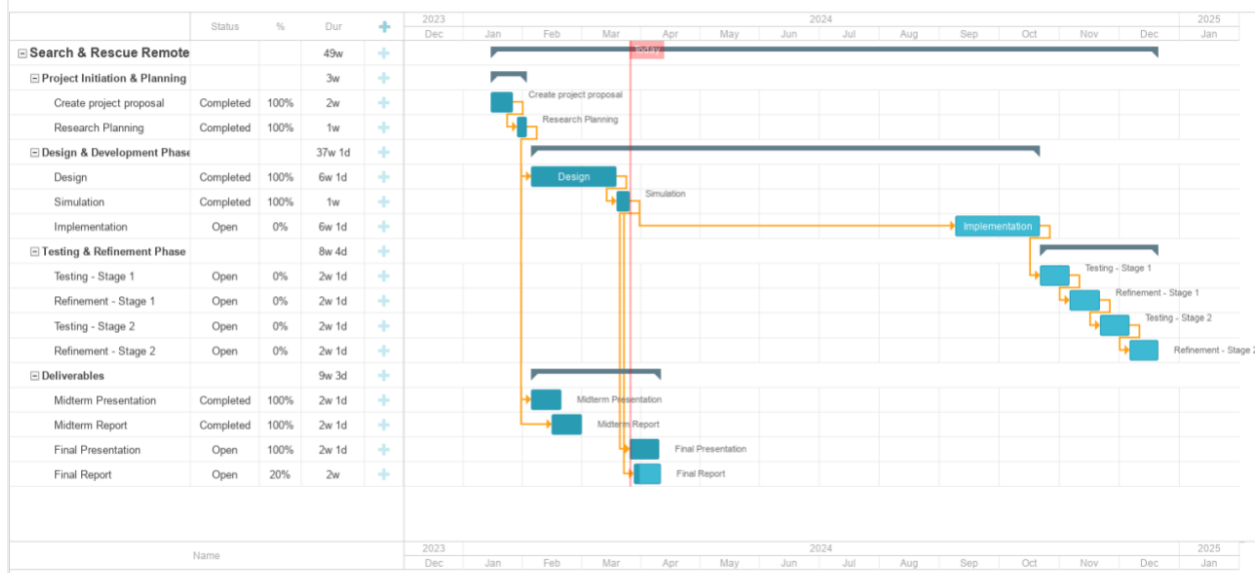 2023 2024 2025
Status % Dur Dec Jan Feb Mar Apr May Jun Jul Aug Sep Oct Nov Dec Jan
Search & Rescue Remote 49w Today
Project Initiation & Planning 3w
Create project proposal Completed 100% 2w Create project proposal
Research Planning Completed 100% 1w Research Planning
Design & Development Phase 37w 1d
Design Completed 100% 6w 1d Design
Simulation Completed 100% 1w Simulation
Implementation Open 0% 6w 1d Implementation
Testing & Refinement Phase 8w 4d
Testing - Stage 1 Open 0% 2w 1d Testing - Stage 1
Refinement - Stage 1 Open 0% 2w 1d Refinement - Stage 1
Testing - Stage 2 Open 0% 2w 1d Testing - Stage 2
Refinement - Stage 2 Open 0% 2w 1d Refinement - Stage 2
Deliverables 9w 3d
Midterm Presentation Completed 100% 2w 1d Midterm Presentation
Midterm Report Completed 100% 2w 1d Midterm Report
Final Presentation Open 100% 2w 1d Final Presentation
Final Report Open 20% 2w Final Report
2023 2024 2025
Name Dec Jan Feb Mar Apr May Jun Jul Aug Sep Oct Nov Dec Jan